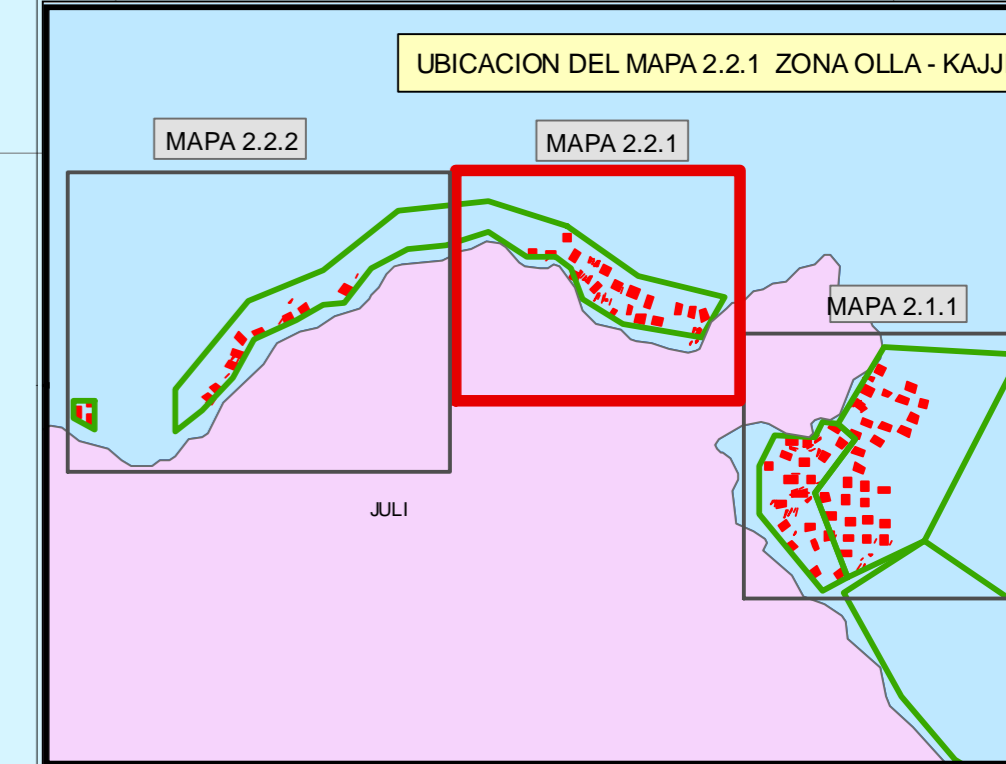 UBICACION DEL MAPA 2.2.1 ZONA OLLA - KAJJ
MAPA 2.2.2
MAPA 2.2.1
MAPA 2.1.1
JULI